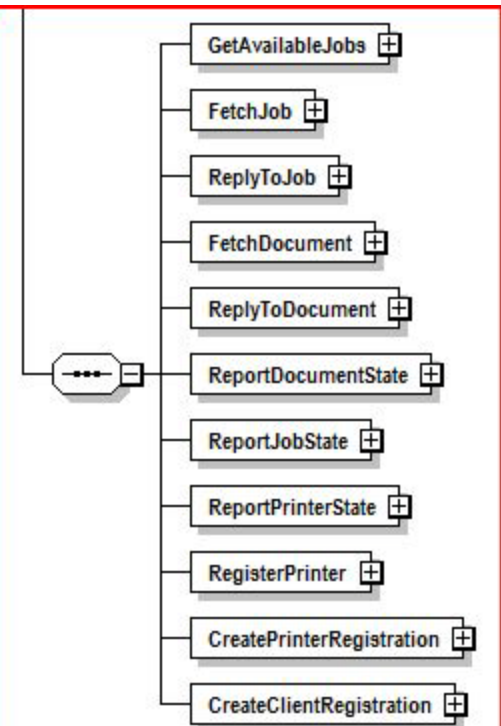 GetAvailableJobs
FetchJob
ReplyToJob
FetchDocument
ReplyToDocument
ReportDocumentState
ReportJobState
ReportPrinterState
RegisterPrinter
CreatePrinterRegistration
CreateClientRegistration